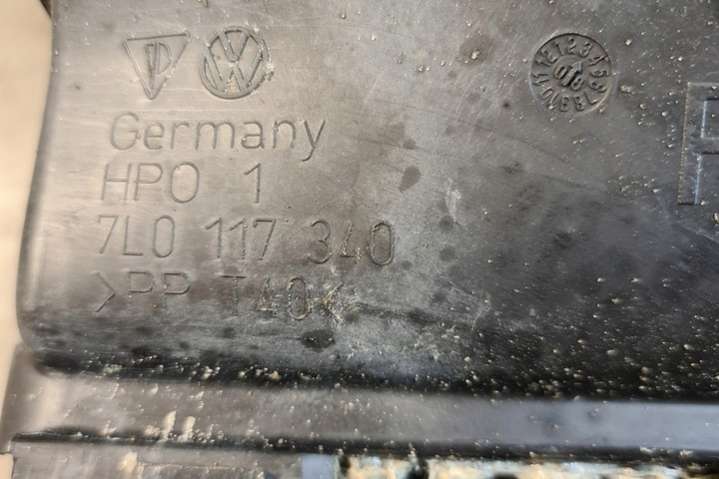 Germany
HPO 1
7L0 117 340
>PP T40<